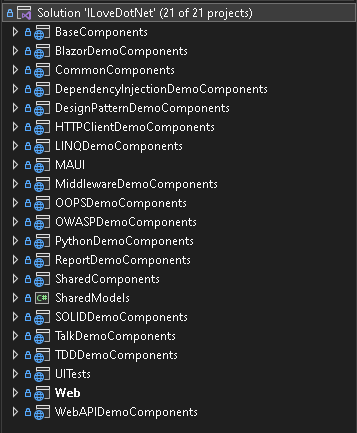 Solution 'ILoveDotNet' (21 of 21 projects)
BaseComponents
BlazorDemoComponents
CommonComponents
DependencyInjectionDemoComponents
DesignPatternDemoComponents
HTTPClientDemoComponents
LINQDemoComponents
MAUI
MiddlewareDemoComponents
OOPSDemoComponents
OWASPDemoComponents
PythonDemoComponents
ReportDemoComponents
SharedComponents
C# SharedModels
SOLIDDemoComponents
TalkDemoComponents
TDDDemoComponents
UITests
Web
WebAPIDemoComponents